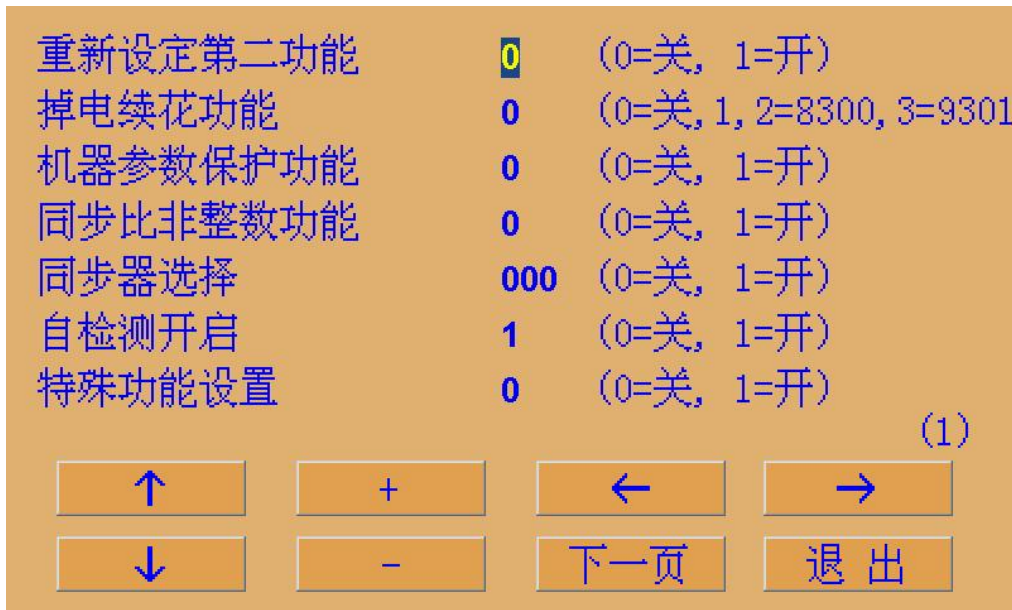 重新设定第二功能 0 (0=关, 1=开)
掉电续花功能 0 (0=关,1,2=8300,3=9301
机器参数保护功能 0 (0=关, 1=开)
同步比非整数功能 0 (0=关, 1=开)
同步器选择 000 (0=关, 1=开)
自检测开启 1 (0=关, 1=开)
特殊功能设置 0 (0=关, 1=开)
(1)
↑ + ← →
↓ - 下一页 退出